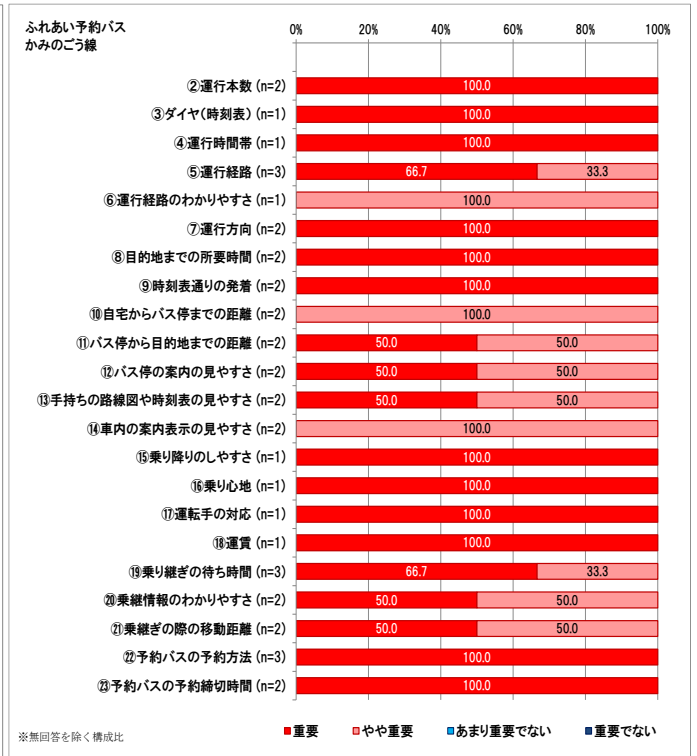 ふれあい予約バス
かみのごう線
0% 20% 40% 60% 80% 100%
②運行本数 (n=2) 100.0
③ダイヤ(時刻表) (n=1) 100.0
④運行時間帯 (n=1) 100.0
⑤運行経路 (n=3) 66.7 33.3
⑥運行経路のわかりやすさ (n=1) 100.0
⑦運行方向 (n=2) 100.0
⑧目的地までの所要時間 (n=2) 100.0
⑨時刻表通りの発着 (n=2) 100.0
⑩自宅からバス停までの距離 (n=2) 100.0
⑪バス停から目的地までの距離 (n=2) 50.0 50.0
⑫バス停の案内の見やすさ (n=2) 50.0 50.0
⑬手持ちの路線図や時刻表の見やすさ (n=2) 50.0 50.0
⑭車内の案内表示の見やすさ (n=2) 100.0
⑮乗り降りのしやすさ (n=1) 100.0
⑯乗り心地 (n=1) 100.0
⑰運転手の対応 (n=1) 100.0
⑱運賃 (n=1) 100.0
⑲乗り継ぎの待ち時間 (n=3) 66.7 33.3
⑳乗継情報のわかりやすさ (n=2) 50.0 50.0
㉑乗継ぎの際の移動距離 (n=2) 50.0 50.0
㉒予約バスの予約方法 (n=3) 100.0
㉓予約バスの予約締切時間 (n=2) 100.0
※無回答を除く構成比 重要 やや重要 あまり重要でない 重要でない